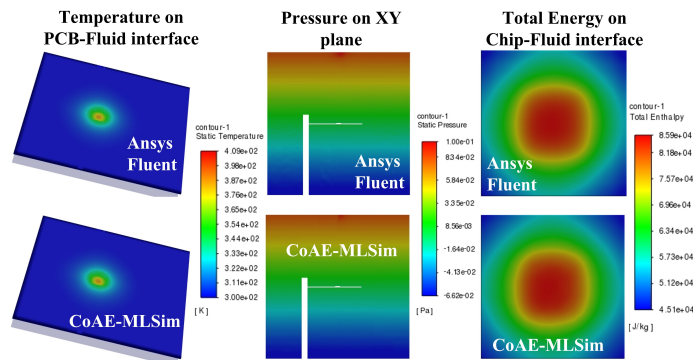 Temperature on
PCB-Fluid interface
Pressure on XY
plane
Total Energy on
Chip-Fluid interface
Ansys
Fluent
contour-1
Static Temperature
4.09e+02
3.98e+02
3.87e+02
3.76e+02
3.65e+02
3.54e+02
3.44e+02
3.33e+02
3.22e+02
3.11e+02
3.00e+02
[ K ]
Ansys
Fluent
contour-1
Static Pressure
1.00e-01
8.34e-02
5.85e-02
3.35e-02
8.56e-03
-1.64e-02
-4.13e-02
-6.62e-02
[ Pa ]
Ansys
Fluent
contour-1
Total Enthalpy
8.59e+04
8.18e+04
7.57e+04
6.96e+04
6.34e+04
5.73e+04
5.12e+04
4.51e+04
[ J/kg ]
CoAE-MLSim
CoAE-MLSim
CoAE-MLSim